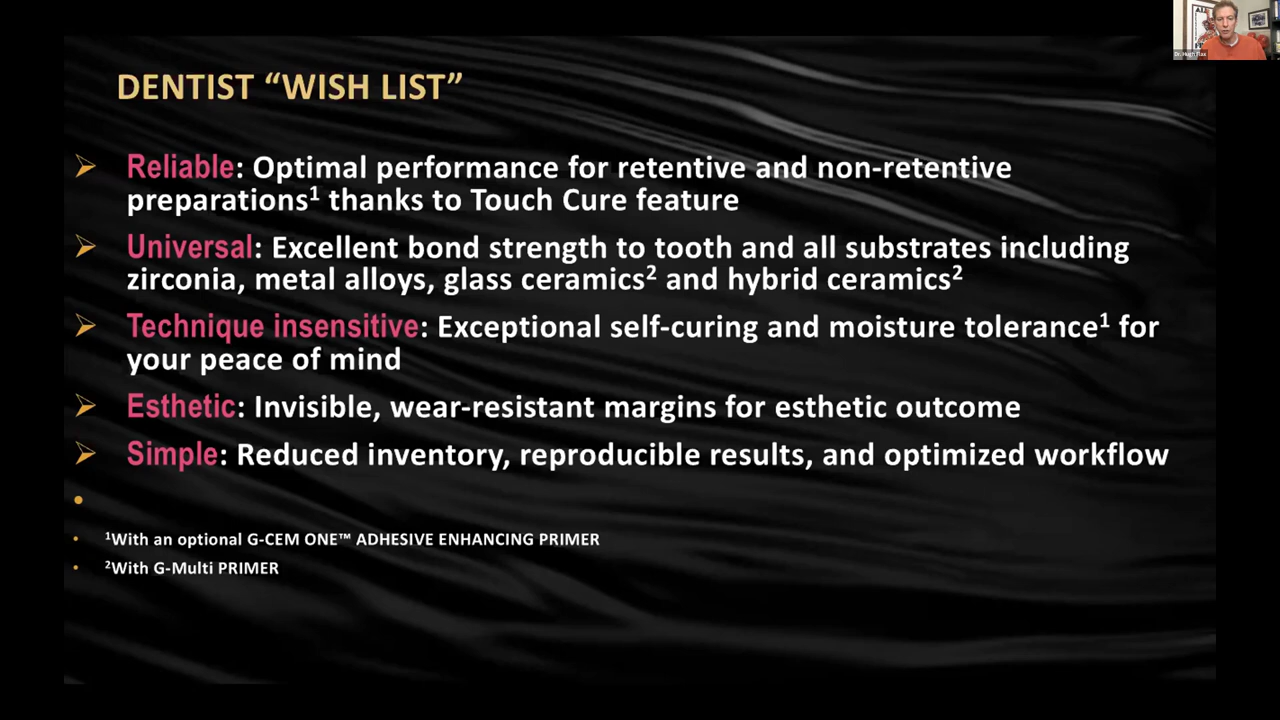 DENTIST “WISH LIST”
Reliable: Optimal performance for retentive and non-retentive
preparations¹ thanks to Touch Cure feature
Universal: Excellent bond strength to tooth and all substrates including
zirconia, metal alloys, glass ceramics² and hybrid ceramics²
Technique insensitive: Exceptional self-curing and moisture tolerance¹ for
your peace of mind
Esthetic: Invisible, wear-resistant margins for esthetic outcome
Simple: Reduced inventory, reproducible results, and optimized workflow
¹With an optional G-CEM ONE™ ADHESIVE ENHANCING PRIMER
²With G-Multi PRIMER
Dr. Hugh Flax